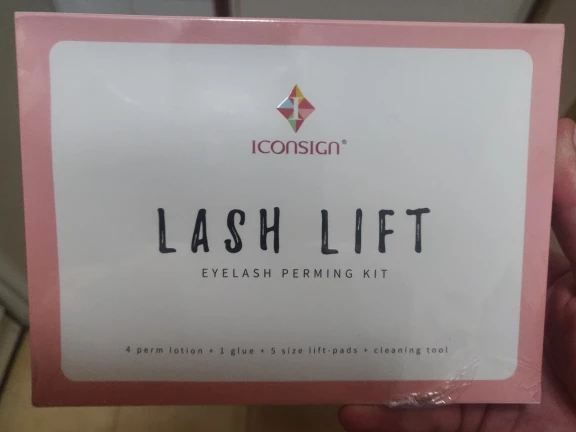 I
ICONSIGN®
LASH LIFT
EYELASH PERMING KIT
4 perm lotion + 1 glue + 5 size lift-pads + cleaning tool